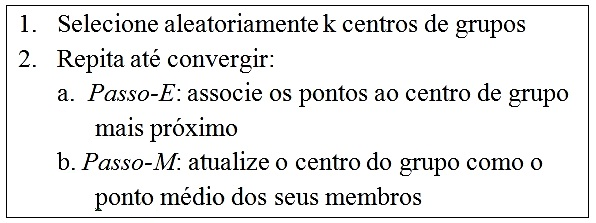 1. Selecione aleatoriamente k centros de grupos
2. Repita até convergir:
a. Passo-E: associe os pontos ao centro de grupo
mais próximo
b. Passo-M: atualize o centro do grupo como o
ponto médio dos seus membros